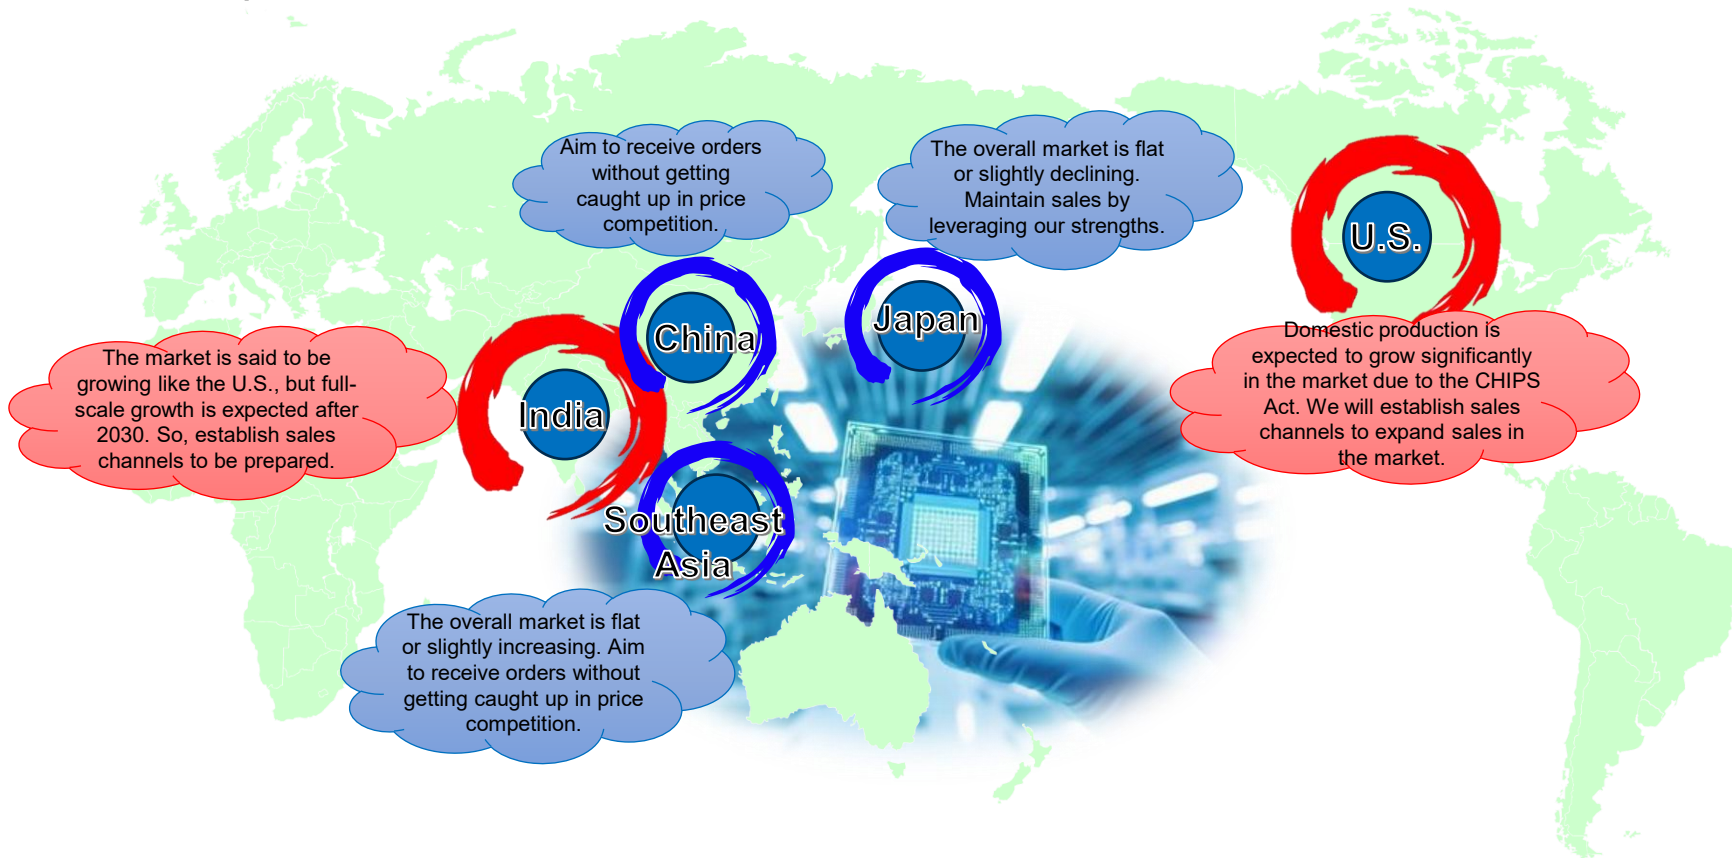 Aim to receive orders
without getting
caught up in price
competition.
The overall market is flat
or slightly declining.
Maintain sales by
leveraging our strengths.
U.S.
China
Japan
Domestic production is
expected to grow significantly
in the market due to the CHIPS
Act. We will establish sales
channels to expand sales in
the market.
The market is said to be
growing like the U.S., but full-
scale growth is expected after
2030. So, establish sales
channels to be prepared.
India
Southeast
Asia
The overall market is flat
or slightly increasing. Aim
to receive orders without
getting caught up in price
competition.